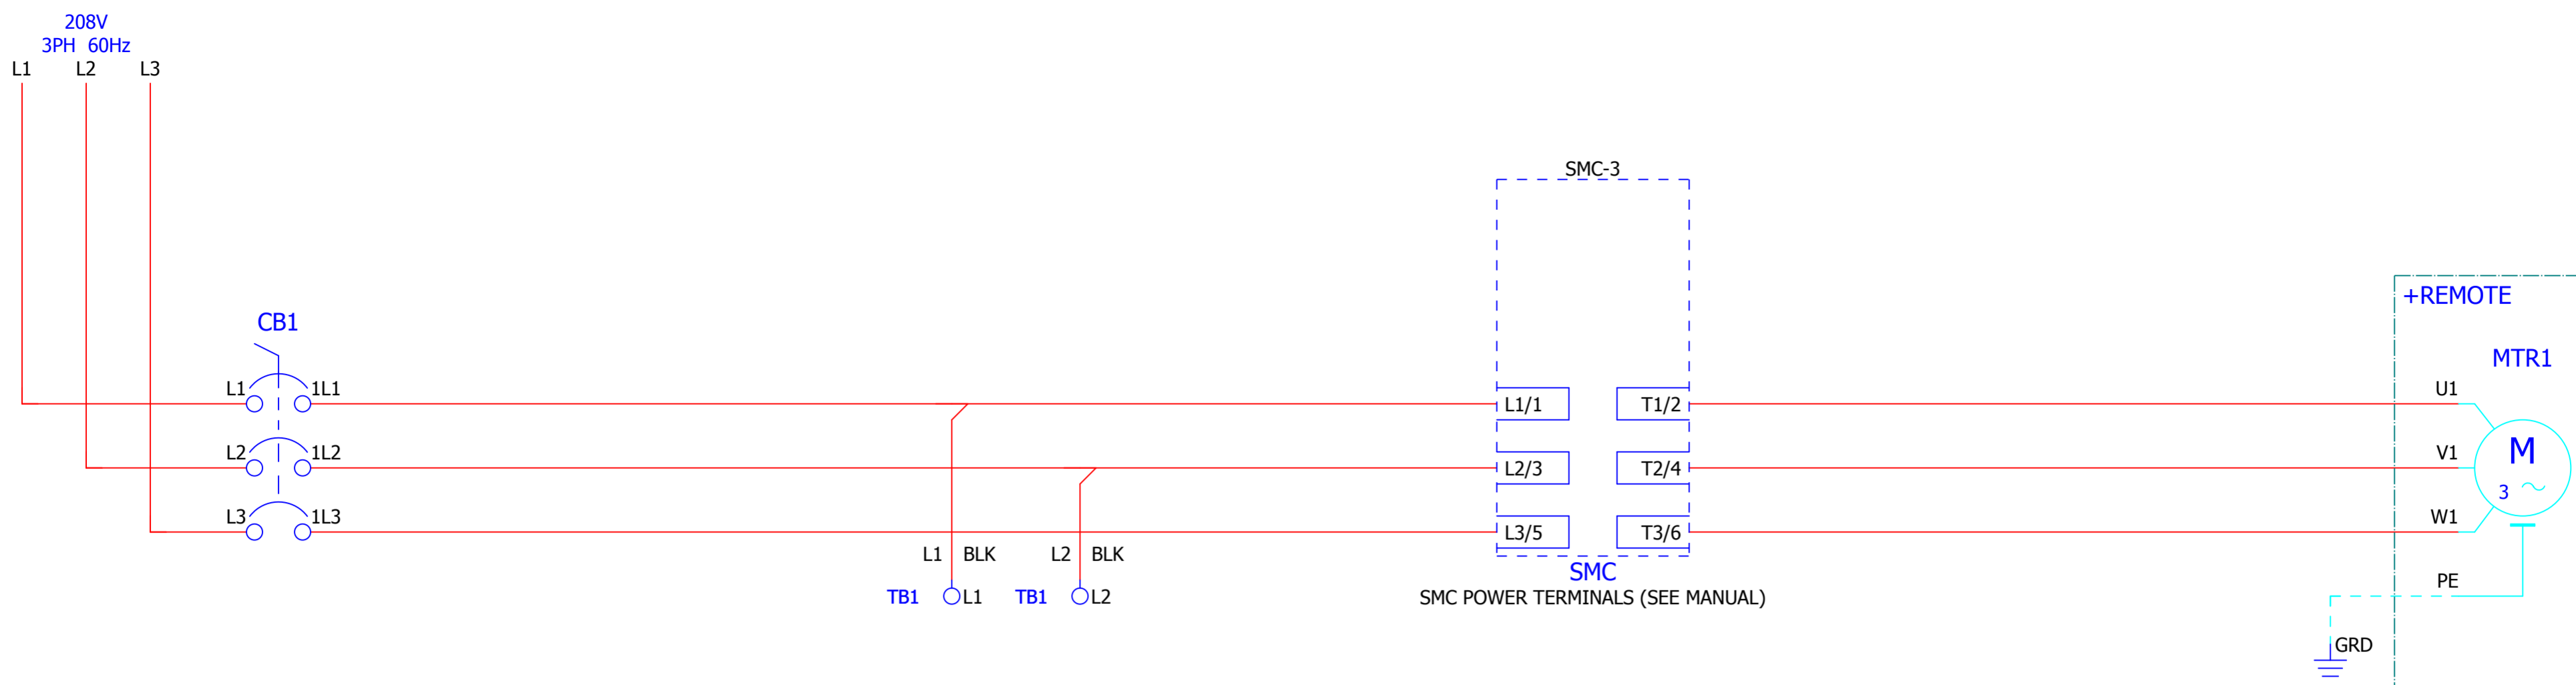 208V
3PH 60Hz
L1 L2 L3
SMC-3
+REMOTE
CB1
MTR1
L1 1L1 L1/1 T1/2 U1
L2 1L2 L2/3 T2/4 V1
M
3
L3 1L3 L3/5 T3/6 W1
L1 BLK L2 BLK
SMC
PE
TB1 L1 TB1 L2
SMC POWER TERMINALS (SEE MANUAL)
GRD